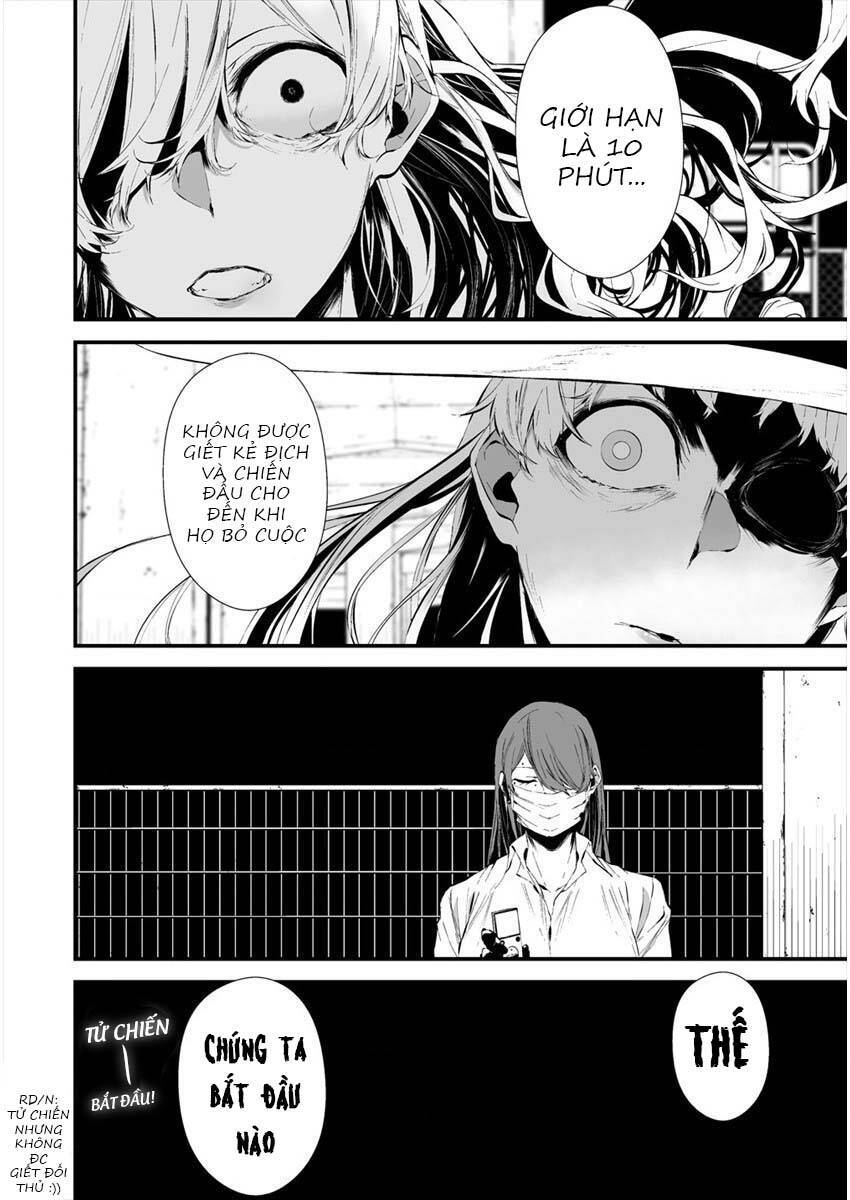 GIỚI HẠN
LÀ 10
PHÚT...
KHÔNG ĐƯỢC
GIẾT KẺ ĐỊCH
VÀ CHIẾN
ĐẤU CHO
ĐẾN KHI
HỌ BỎ CUỘC
THẾ
CHÚNG TA
BẮT ĐẦU
NÀO
TỬ CHIẾN
—
BẮT ĐẦU!
RD/N:
TỬ CHIẾN
NHƯNG
KHÔNG
ĐC
GIẾT ĐỐI
THỦ :))